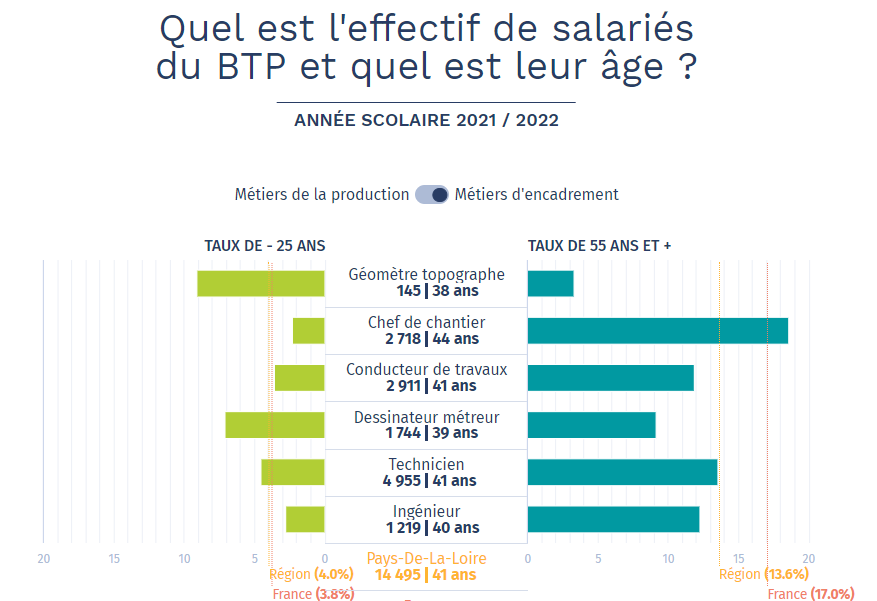 Quel est l'effectif de salariés
du BTP et quel est leur âge ?
ANNÉE SCOLAIRE 2021 / 2022
Métiers de la production Métiers d'encadrement
TAUX DE - 25 ANS TAUX DE 55 ANS ET +
Géomètre topographe
145 | 38 ans
Chef de chantier
2 718 | 44 ans
Conducteur de travaux
2 911 | 41 ans
Dessinateur métreur
1 744 | 39 ans
Technicien
4 955 | 41 ans
Ingénieur
1 219 | 40 ans
20 15 10 5 0 Pays-De-La-Loire 0 5 10 15 20
Région (4.0%) 14 495 | 41 ans Région (13.6%)
France (3.8%) France (17.0%)